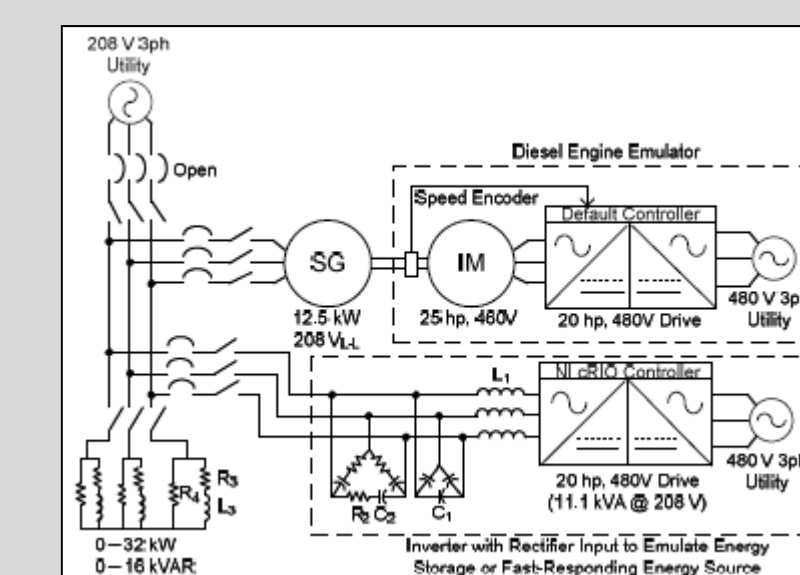 208 V 3ph
Utility
Open
Diesel Engine Emulator
Speed Encoder
Default Controller
SG
IM
12.5 kW
208 VL-L
25 hp, 460V
20 hp, 480V Drive
480 V 3p
Utility
L1
NI cRIO Controller
R3
R4
L3
R2 C2
C1
20 hp, 480V Drive
(11.1 kVA @ 208 V)
480 V 3ph
Utility
0–32 kW
0–16 kVAR
Inverter with Rectifier Input to Emulate Energy
Storage or Fast-Responding Energy Source